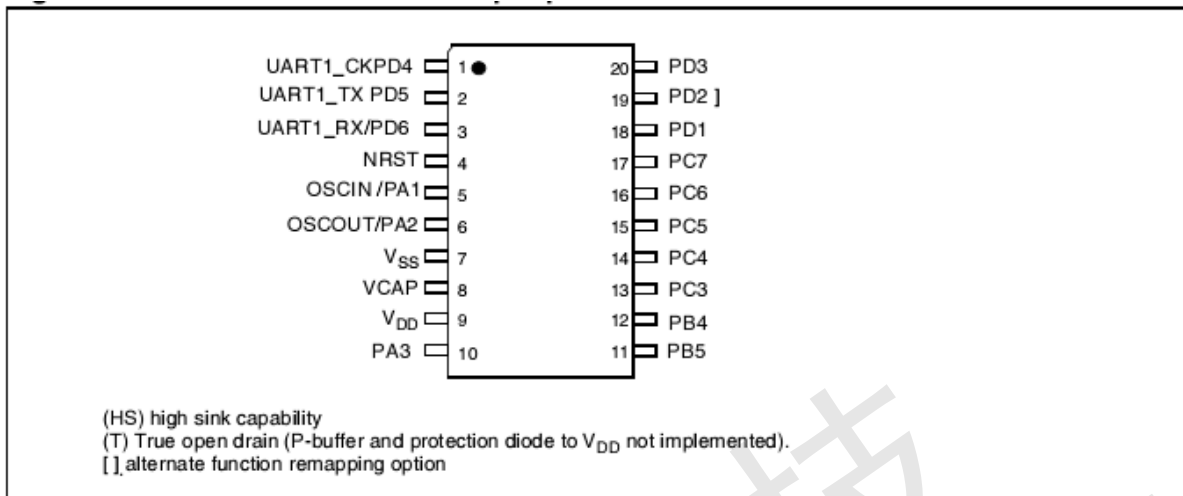 UART1_CKPD4 1 20 PD3
UART1_TX PD5 2 19 PD2 ]
UART1_RX/PD6 3 18 PD1
NRST 4 17 PC7
OSCIN /PA1 5 16 PC6
OSCOUT/PA2 6 15 PC5
VSS 7 14 PC4
VCAP 8 13 PC3
VDD 9 12 PB4
PA3 10 11 PB5
(HS) high sink capability
(T) True open drain (P-buffer and protection diode to VDD not implemented).
[ ] alternate function remapping option
技